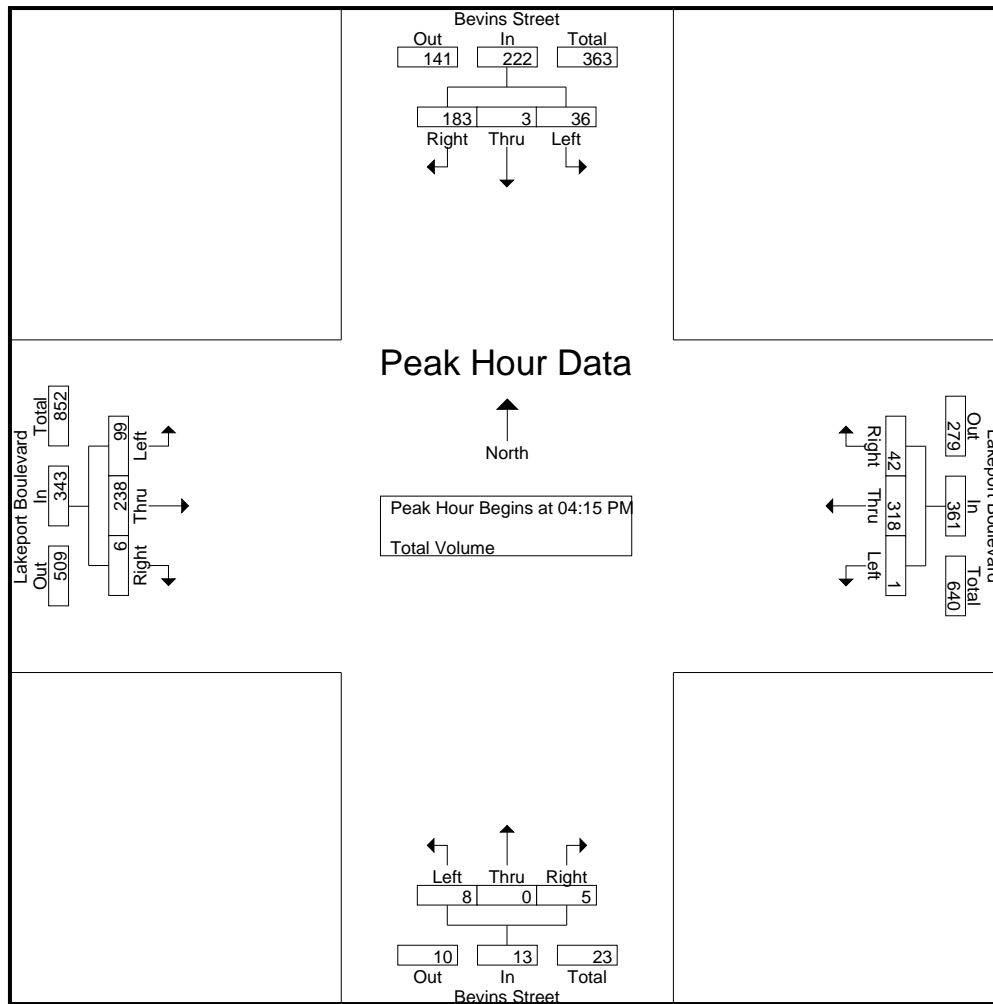 Bevins Street
Out In Total
141 222 363
183 3 36
Right Thru Left
Peak Hour Data
North
Peak Hour Begins at 04:15 PM
Total Volume
Lakeport Boulevard
Out In Total
509 343 852
99 238 6
Left Thru Right
Lakeport Boulevard
Out In Total
279 361 640
42 318 1
Right Thru Left
Left Thru Right
8 0 5
10 13 23
Out In Total
Bevins Street